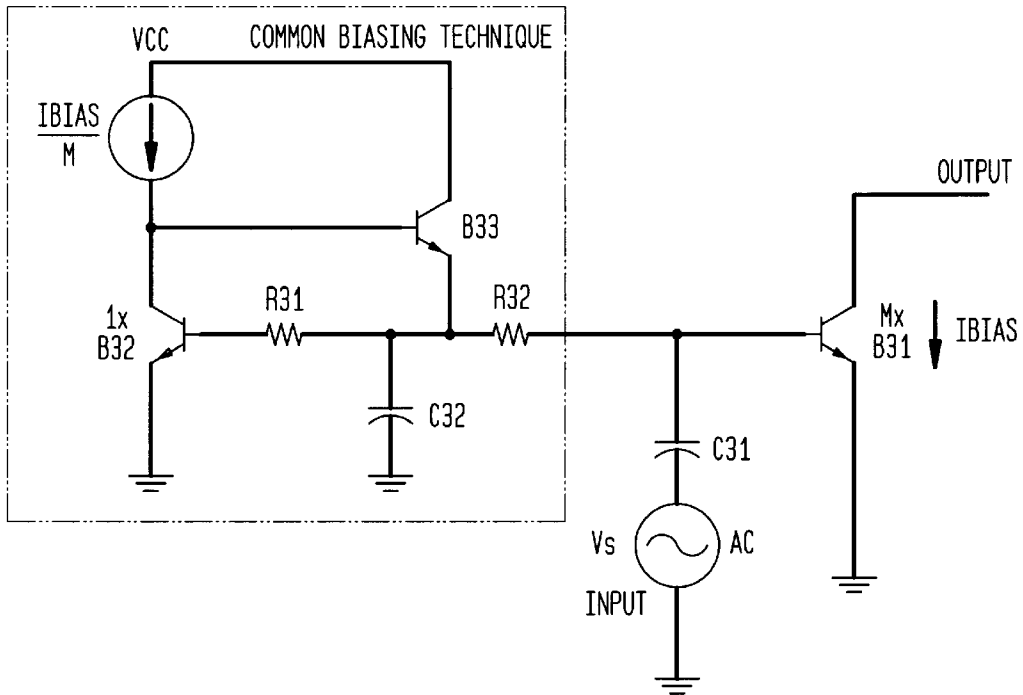 VCC
COMMON BIASING TECHNIQUE
IBIAS
M
OUTPUT
B33
R31
R32
1x
B32
Mx
B31
IBIAS
C32
C31
Vs
AC
INPUT